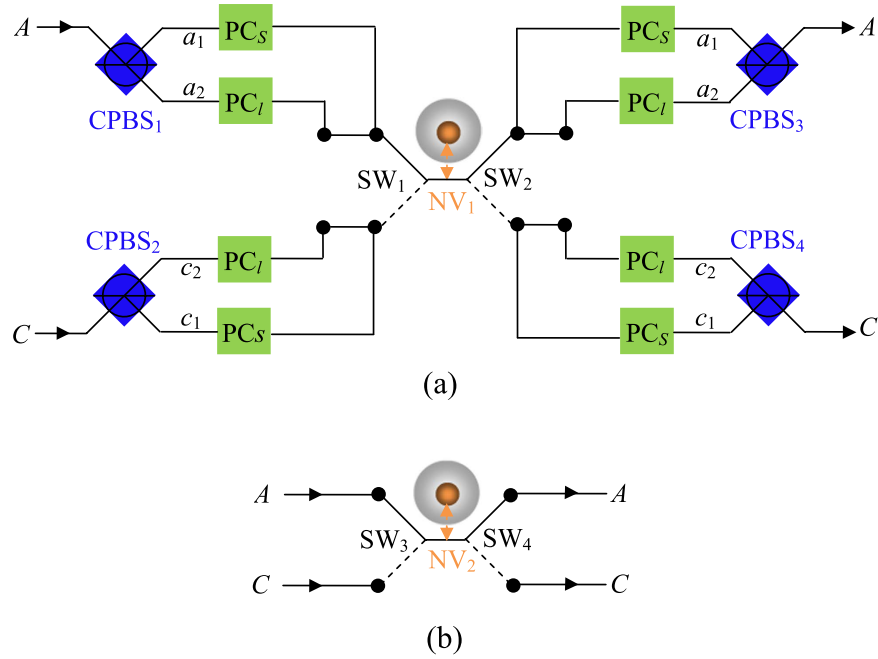 A a₁ PCS PCS a₁ A
a₂ PCl PCl a₂
CPBS₁ CPBS₃
SW₁ SW₂
NV₁
CPBS₂ CPBS₄
c₂ PCl PCl c₂
C c₁ PCS PCS c₁ C
(a)
A A
SW₃ SW₄
NV₂
C C
(b)